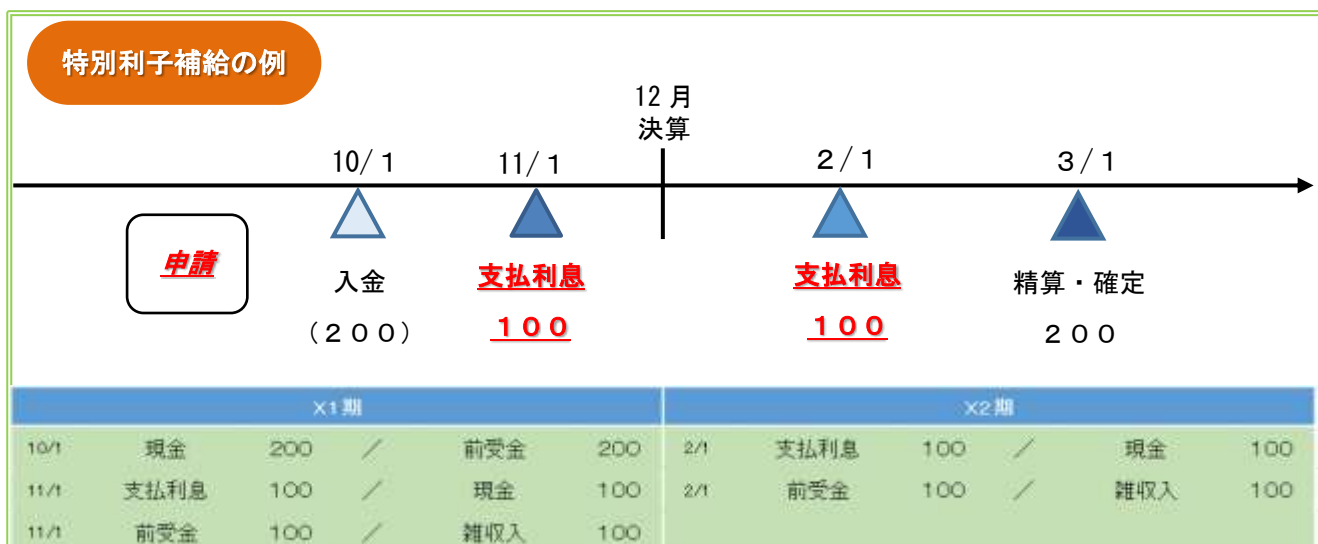 特別利子補給の例
12月
決算
10/1 11/1 2/1 3/1
申請
入金 支払利息 支払利息 精算・確定
（200） 100 100 200
X1期 X2期
10/1 現金 200 / 前受金 200 2/1 支払利息 100 / 現金 100
11/1 支払利息 100 / 現金 100 2/1 前受金 100 / 雑収入 100
11/1 前受金 100 / 雑収入 100